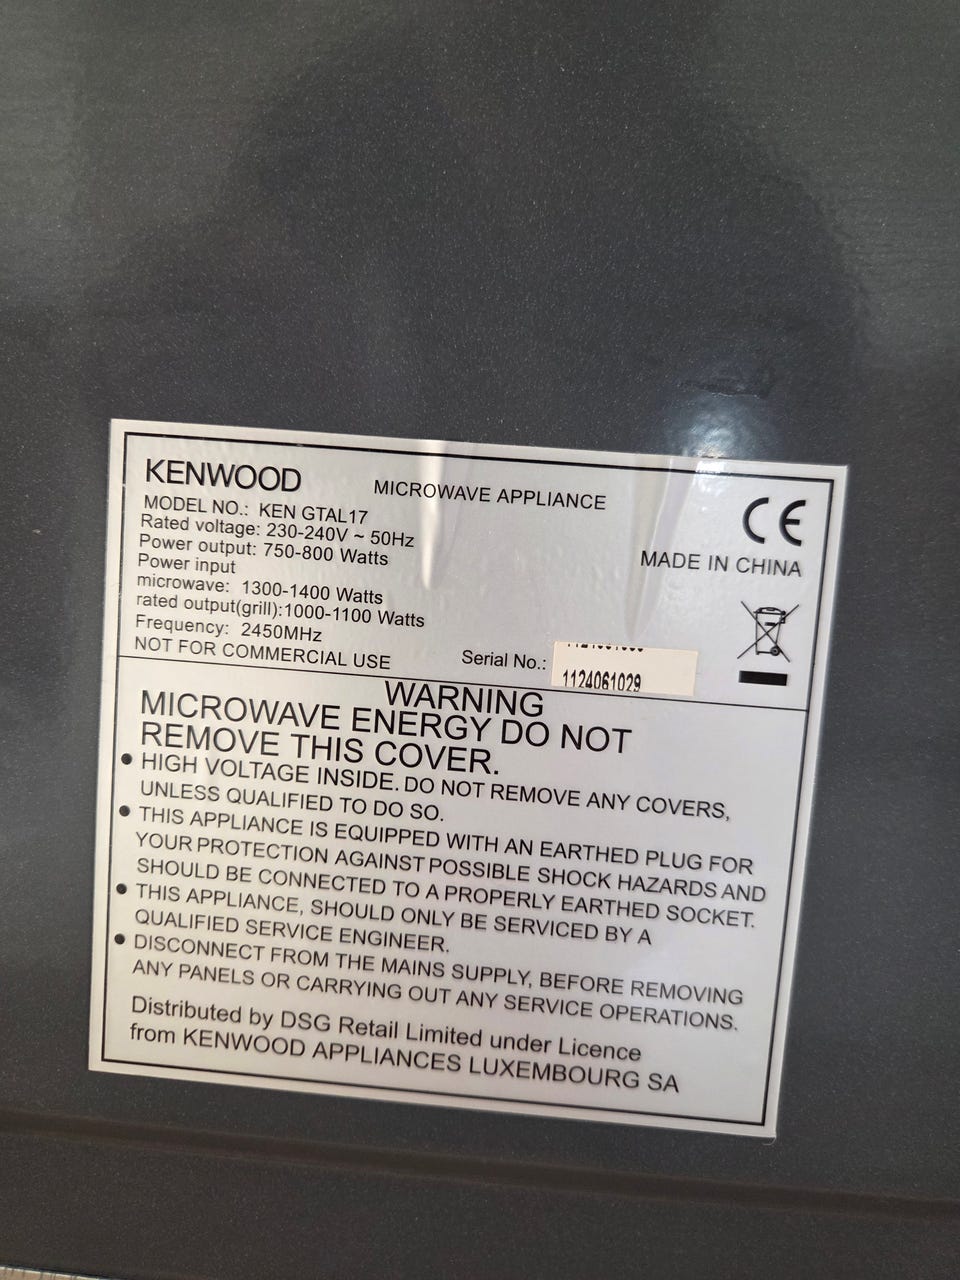 KENWOOD
MICROWAVE APPLIANCE
CE
MADE IN CHINA
MODEL NO.: KEN GTAL17
Rated voltage: 230-240V ~ 50Hz
Power output: 750-800 Watts
Power input
microwave: 1300-1400 Watts
rated output(grill):1000-1100 Watts
Frequency: 2450MHz
NOT FOR COMMERCIAL USE
Serial No.: 1124061029
WARNING
MICROWAVE ENERGY DO NOT
REMOVE THIS COVER.
• HIGH VOLTAGE INSIDE. DO NOT REMOVE ANY COVERS,
UNLESS QUALIFIED TO DO SO.
• THIS APPLIANCE IS EQUIPPED WITH AN EARTHED PLUG FOR
YOUR PROTECTION AGAINST POSSIBLE SHOCK HAZARDS AND
SHOULD BE CONNECTED TO A PROPERLY EARTHED SOCKET.
• THIS APPLIANCE, SHOULD ONLY BE SERVICED BY A
QUALIFIED SERVICE ENGINEER.
• DISCONNECT FROM THE MAINS SUPPLY, BEFORE REMOVING
ANY PANELS OR CARRYING OUT ANY SERVICE OPERATIONS.
Distributed by DSG Retail Limited under Licence
from KENWOOD APPLIANCES LUXEMBOURG SA